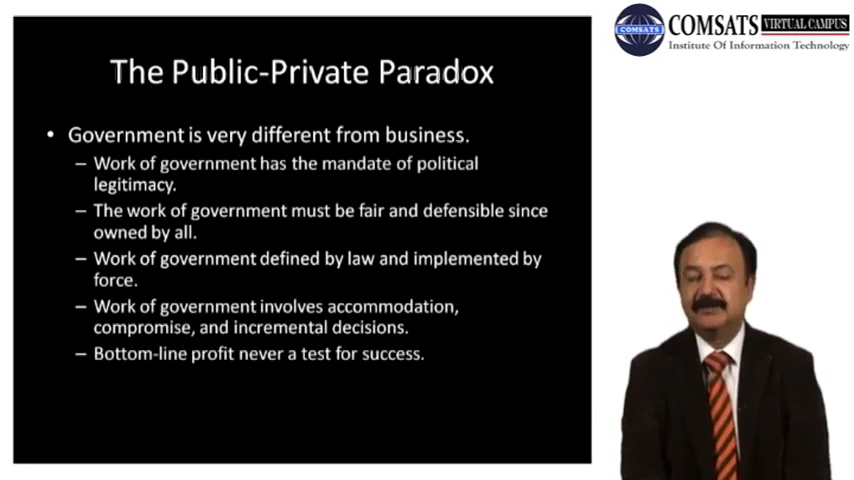 The Public-Private Paradox
• Government is very different from business.
– Work of government has the mandate of political
legitimacy.
– The work of government must be fair and defensible since
owned by all.
– Work of government defined by law and implemented by
force.
– Work of government involves accommodation,
compromise, and incremental decisions.
– Bottom-line profit never a test for success.
COMSATS
COMSATS VIRTUAL CAMPUS
Institute Of Information Technology